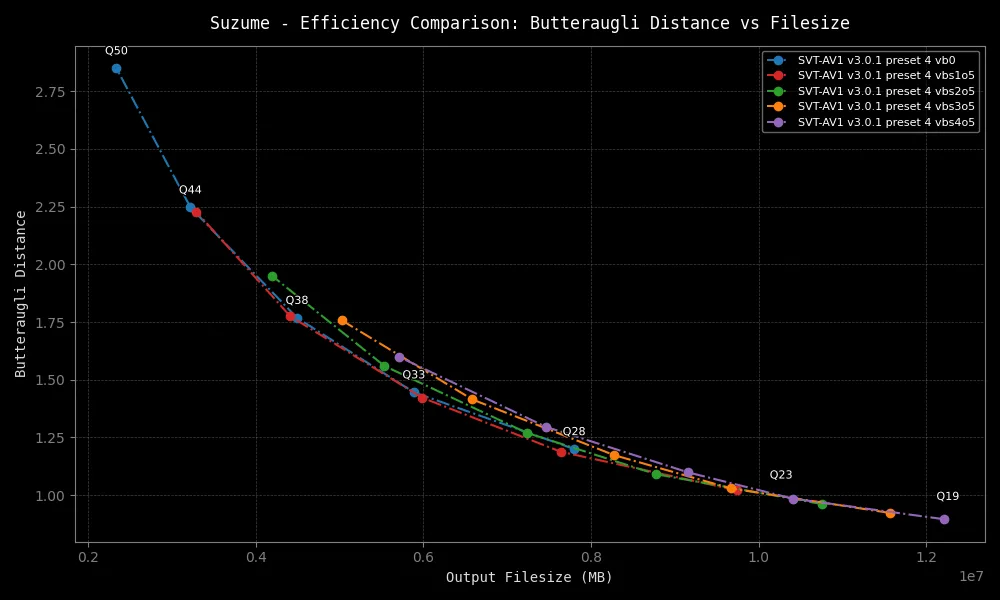 Suzume - Efficiency Comparison: Butteraugli Distance vs Filesize
Q50
SVT-AV1 v3.0.1 preset 4 vb0
SVT-AV1 v3.0.1 preset 4 vbs1o5
SVT-AV1 v3.0.1 preset 4 vbs2o5
SVT-AV1 v3.0.1 preset 4 vbs3o5
SVT-AV1 v3.0.1 preset 4 vbs4o5
2.75
2.50
2.25
2.00
1.75
1.50
1.25
1.00
Butteraugli Distance
Q44
Q38
Q33
Q28
Q23
Q19
0.2
0.4
0.6
0.8
1.0
1.2
1e7
Output Filesize (MB)